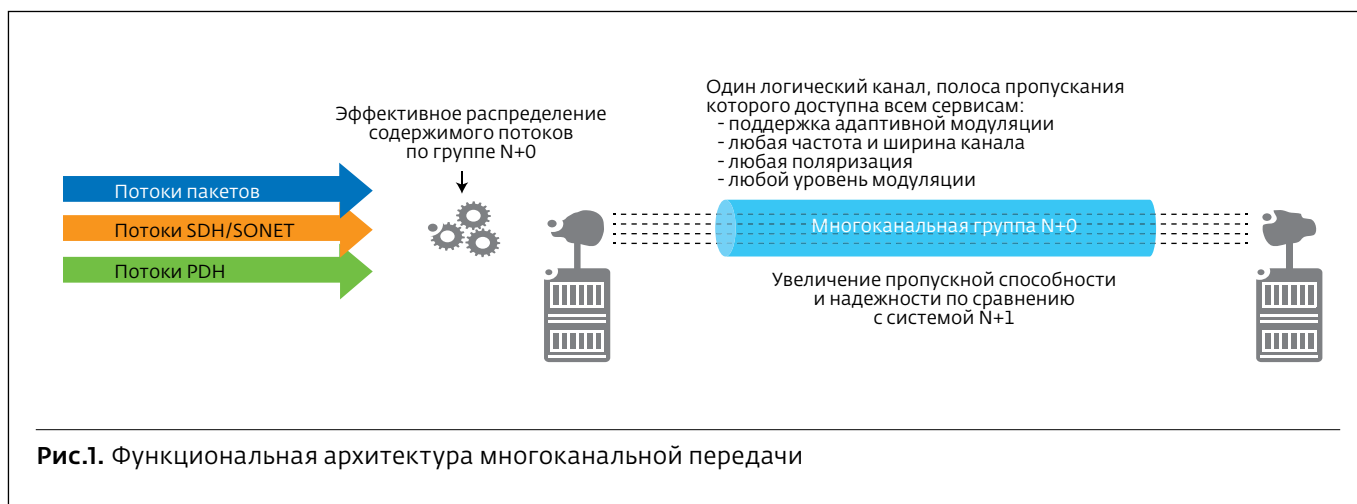 Эффективное распределение
содержимого потоков
по группе N+0
Один логический канал, полоса пропускания
которого доступна всем сервисам:
- поддержка адаптивной модуляции
- любая частота и ширина канала
- любая поляризация
- любой уровень модуляции
Потоки пакетов
Потоки SDH/SONET
Потоки PDH
Многоканальная группа N+0
Увеличение пропускной способности
и надежности по сравнению
с системой N+1
Рис.1. Функциональная архитектура многоканальной передачи